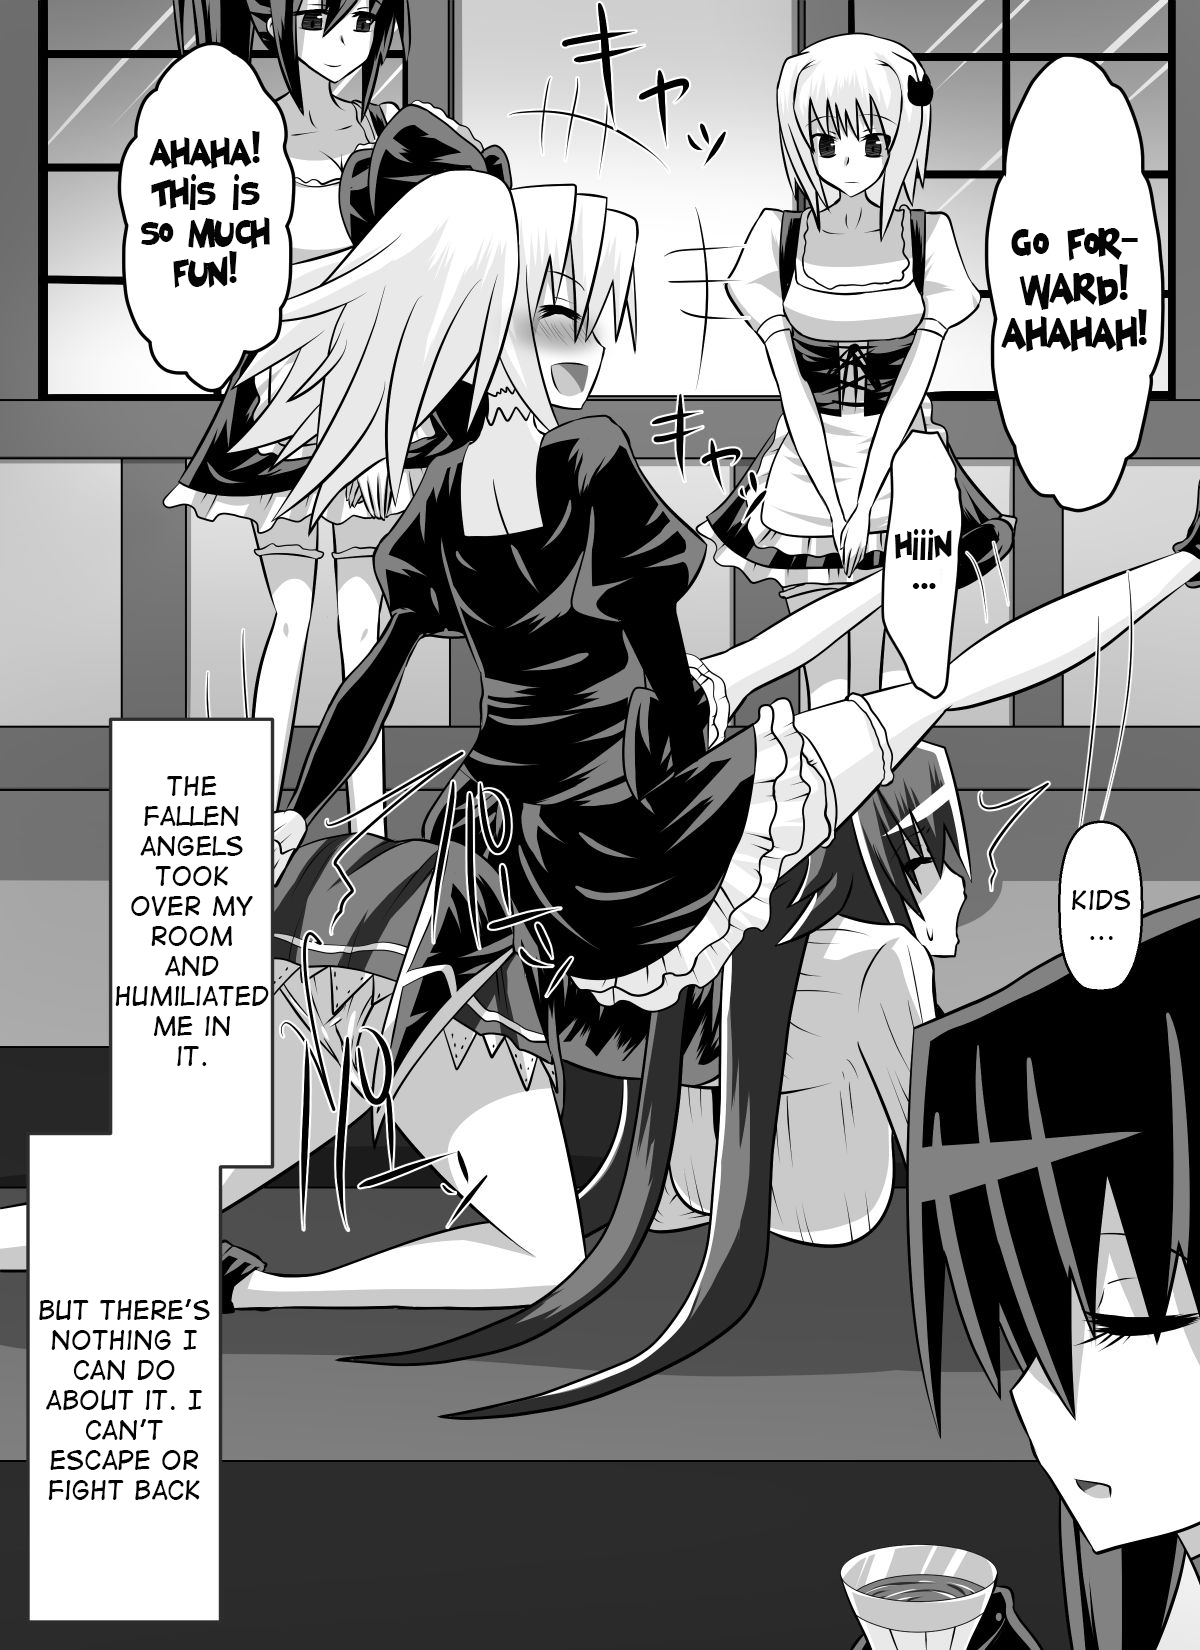 キャッ
GO FOR-
WARD!
AHAHAH!
AHAHA!
THIS IS
SO MUCH
FUN!
キャッ
HIIIN
...
KIDS
...
THE
FALLEN
ANGELS
TOOK
OVER MY
ROOM
AND
HUMILIATED
ME IN
IT.
BUT THERE'S
NOTHING I
CAN DO
ABOUT IT. I
CAN'T
ESCAPE OR
FIGHT BACK